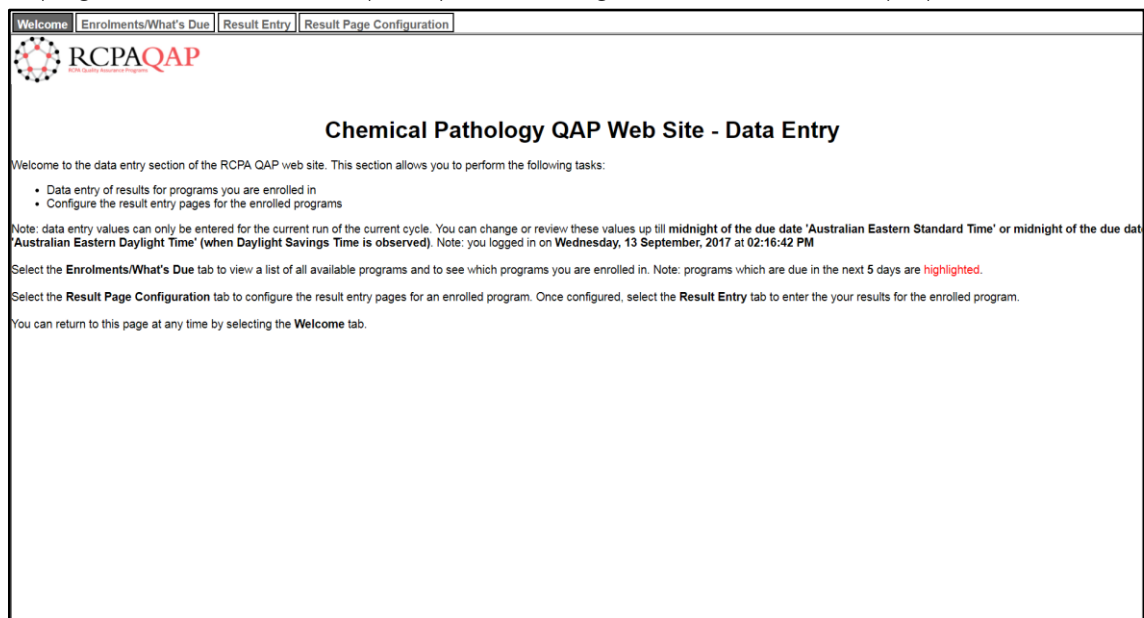 Welcome Enrolments/What's Due Result Entry Result Page Configuration
RCPAQAP
RCPA Quality Assurance Programs
Chemical Pathology QAP Web Site - Data Entry
Welcome to the data entry section of the RCPA QAP web site. This section allows you to perform the following tasks:
• Data entry of results for programs you are enrolled in
• Configure the result entry pages for the enrolled programs
Note: data entry values can only be entered for the current run of the current cycle. You can change or review these values up till midnight of the due date 'Australian Eastern Standard Time' or midnight of the due date
'Australian Eastern Daylight Time' (when Daylight Savings Time is observed). Note: you logged in on Wednesday, 13 September, 2017 at 02:16:42 PM
Select the Enrolments/What's Due tab to view a list of all available programs and to see which programs you are enrolled in. Note: programs which are due in the next 5 days are highlighted.
Select the Result Page Configuration tab to configure the result entry pages for an enrolled program. Once configured, select the Result Entry tab to enter the your results for the enrolled program.
You can return to this page at any time by selecting the Welcome tab.